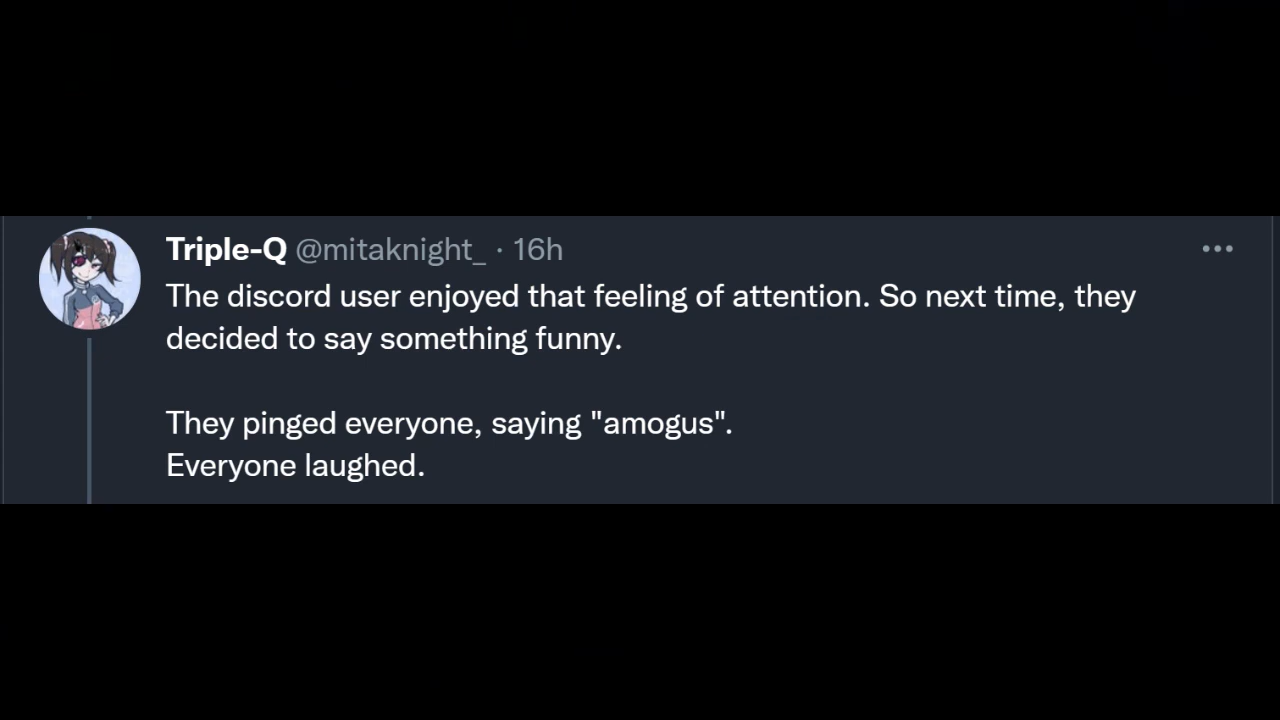 Triple-Q @mitaknight_ · 16h
The discord user enjoyed that feeling of attention. So next time, they
decided to say something funny.
They pinged everyone, saying "amogus".
Everyone laughed.